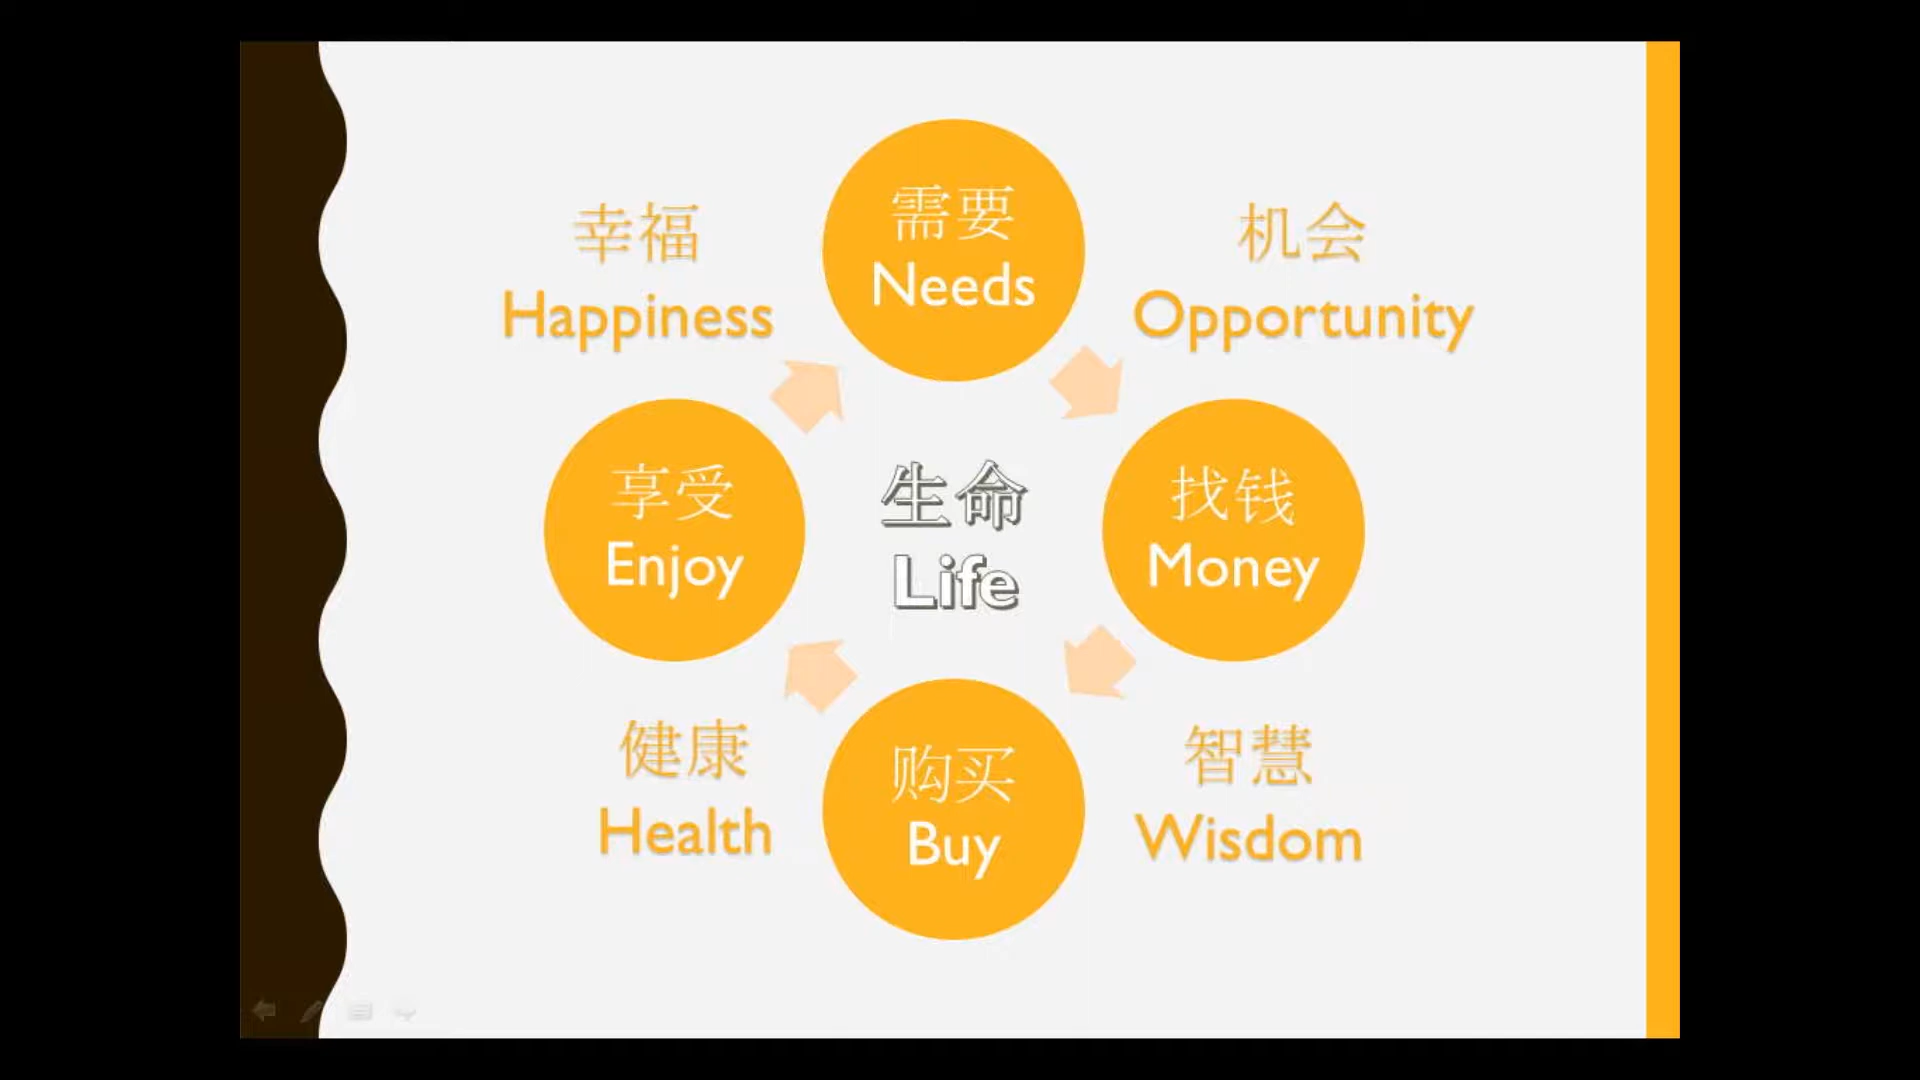 需要
Needs
幸福
Happiness
机会
Opportunity
享受
Enjoy
生命
Life
找钱
Money
健康
Health
购买
Buy
智慧
Wisdom